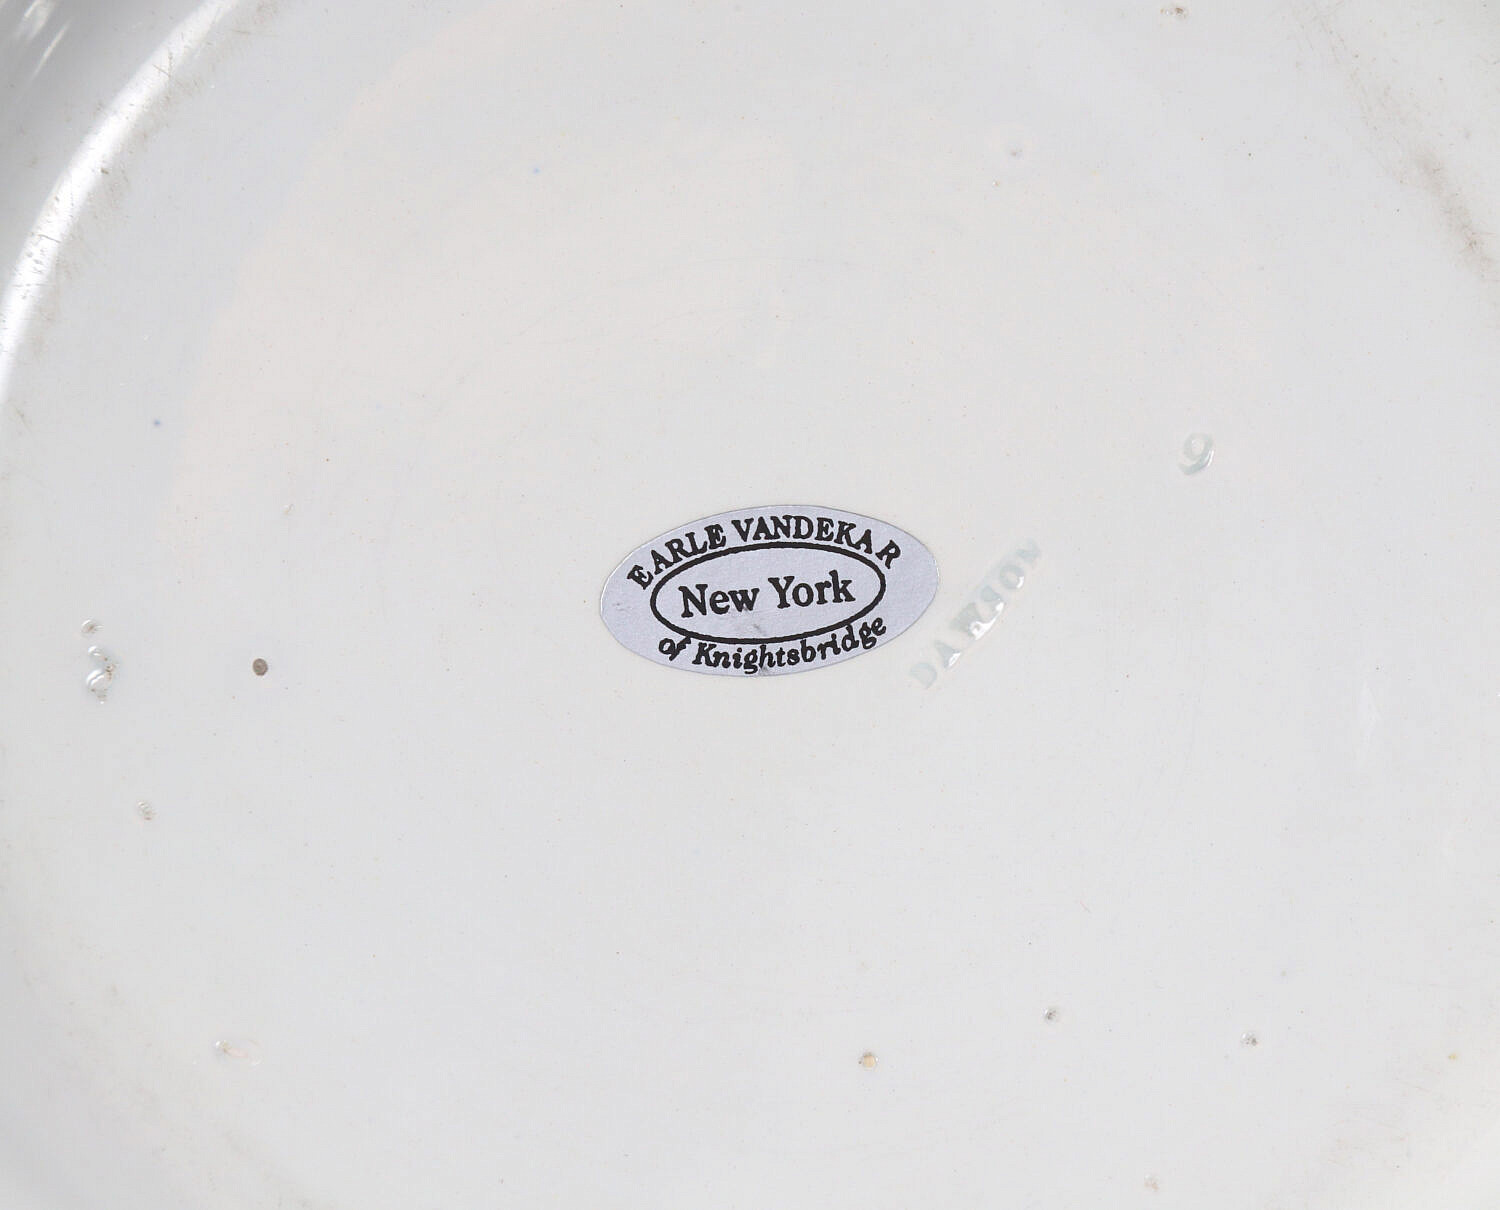 EARLE VANDEKAR
New York
of Knightsbridge
DAWSON
9